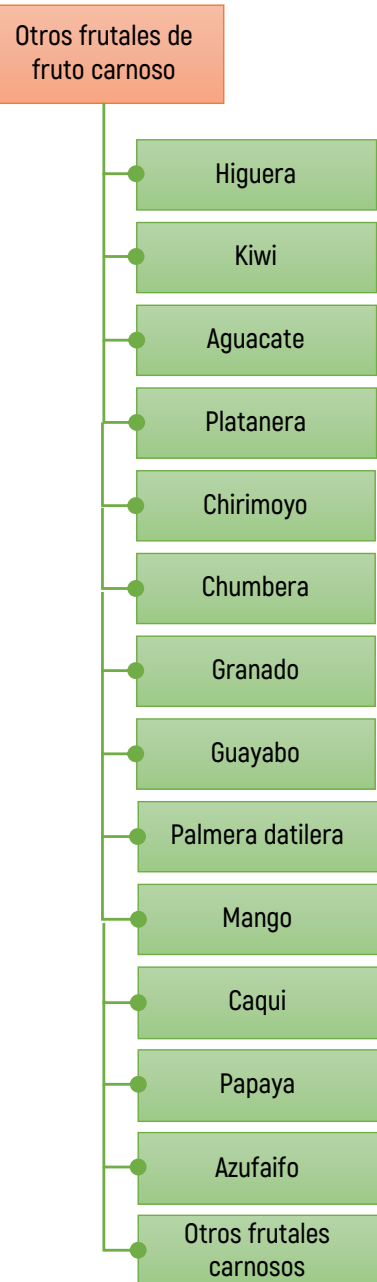 Otros frutales de
fruto carnoso
Higuera
Kiwi
Aguacate
Platanera
Chirimoyo
Chumbera
Granado
Guayabo
Palmera datilera
Mango
Caqui
Papaya
Azufaifo
Otros frutales
carnosos